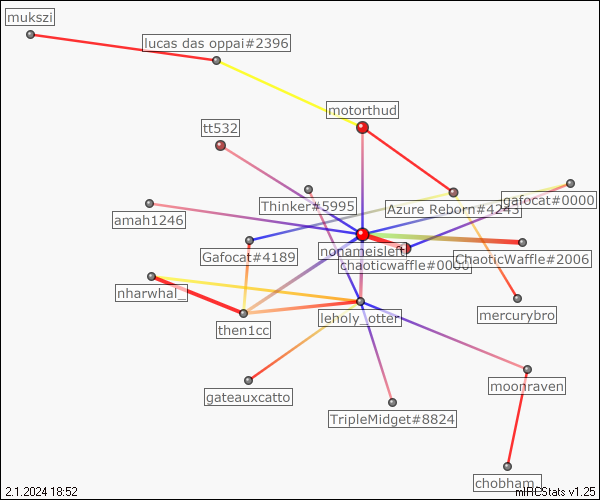 mukszi
lucas das oppai#2396
motorthud
tt532
Thinker#5995
Azure Reborn#4243
gafocat#0000
amah1246
Gafocat#4189
nonameisleft
chaoticwaffle#0000
ChaoticWaffle#2006
nharwhal_
then1cc
leholy_otter
mercurybro
gateauxcatto
TripleMidget#8824
moonraven
chobham_
2.1.2024 18:52
mIRCStats v1.25